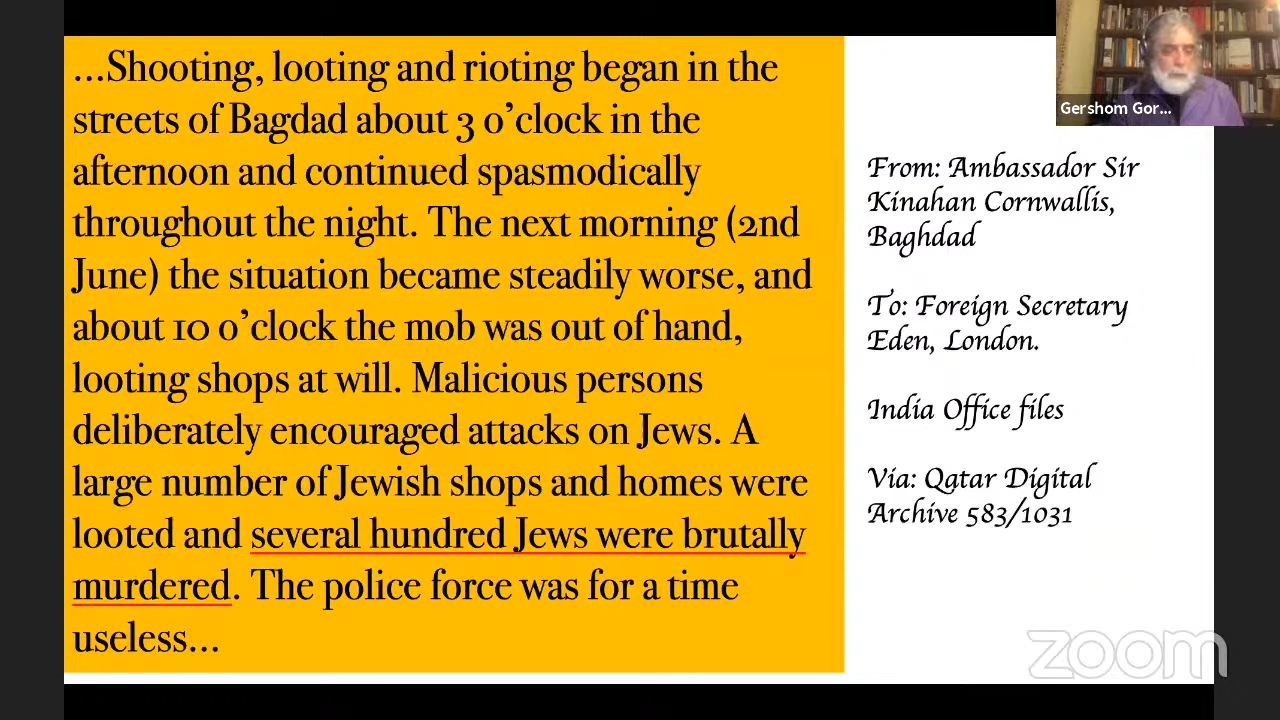 ...Shooting, looting and rioting began in the
streets of Bagdad about 3 o'clock in the
afternoon and continued spasmodically
throughout the night. The next morning (2nd
June) the situation became steadily worse, and
about 10 o'clock the mob was out of hand,
looting shops at will. Malicious persons
deliberately encouraged attacks on Jews. A
large number of Jewish shops and homes were
looted and several hundred Jews were brutally
murdered. The police force was for a time
useless...
Gershom Gor...
From: Ambassador Sir
Kinahan Cornwallis,
Baghdad
To: Foreign Secretary
Eden, London.
India Office files
Via: Qatar Digital
Archive 583/1031
zoom